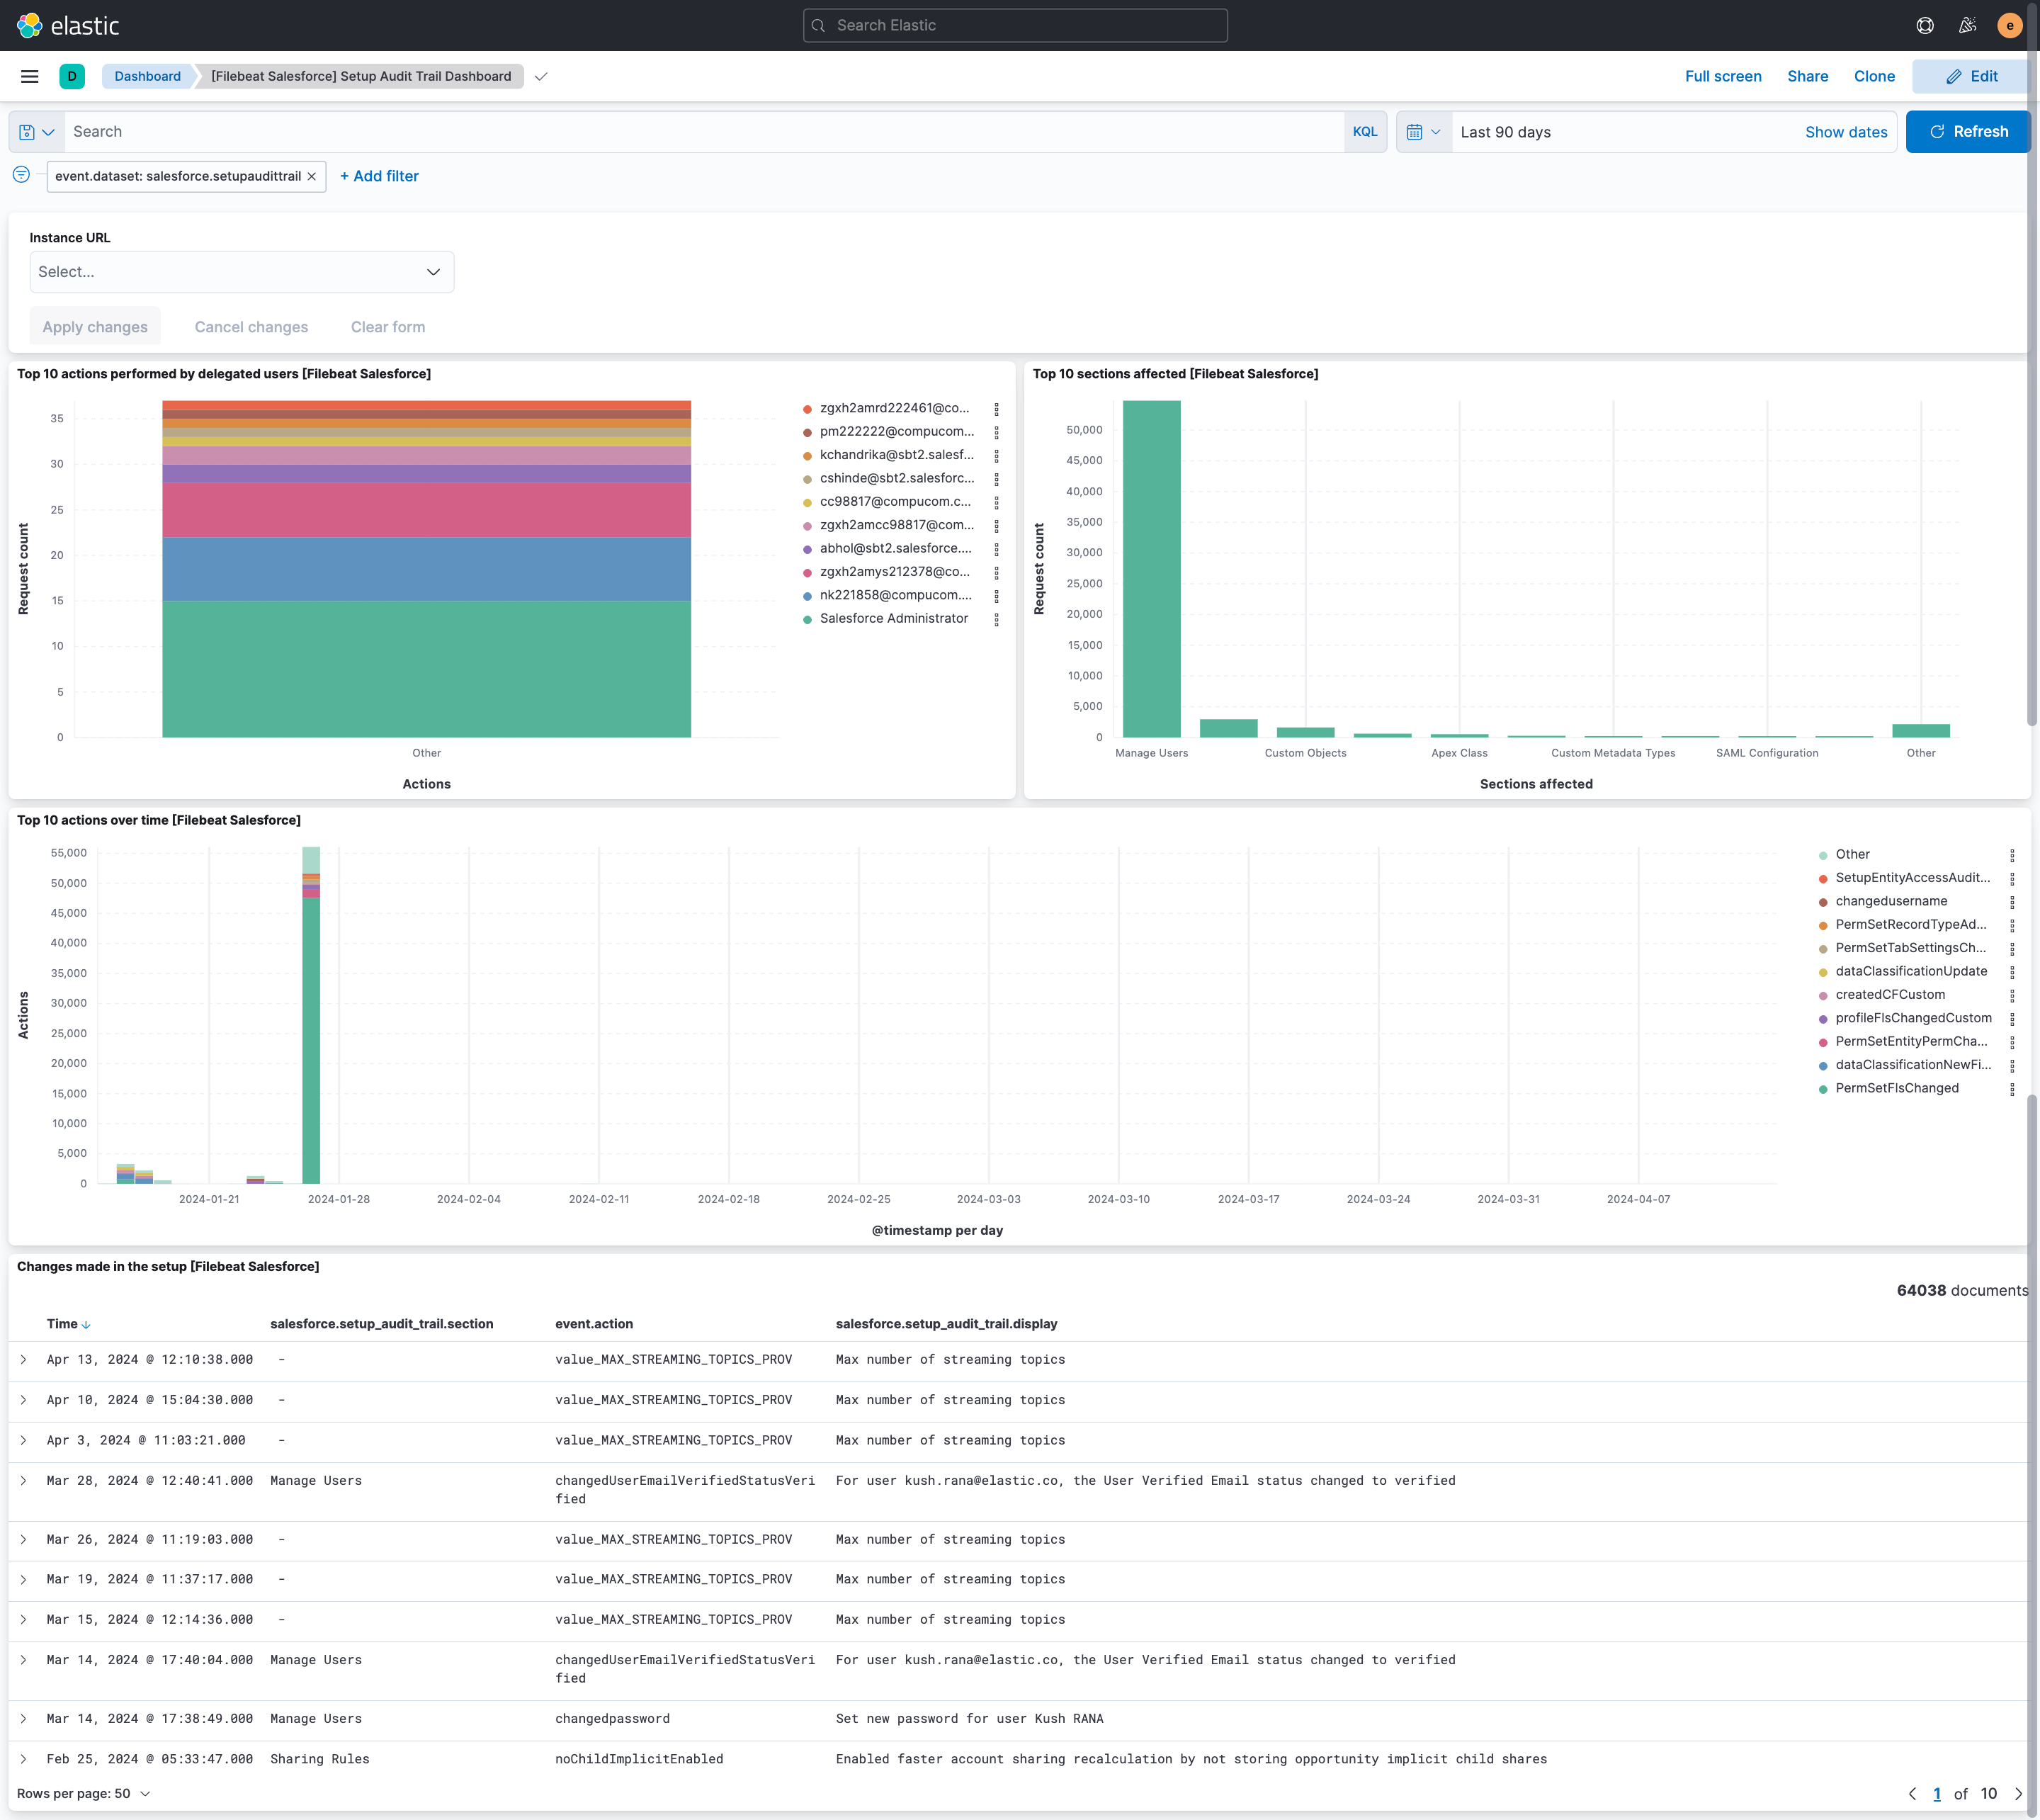 elastic
Search Elastic
e
D
Dashboard
[Filebeat Salesforce] Setup Audit Trail Dashboard
Full screen
Share
Clone
Edit
Search
KQL
Last 90 days
Show dates
Refresh
event.dataset: salesforce.setupaudittrail ×
+ Add filter
Instance URL
Select...
Apply changes
Cancel changes
Clear form
Top 10 actions performed by delegated users [Filebeat Salesforce]
Request count
35
30
25
20
15
10
5
0
Other
Actions
zgxh2amrd222461@co...
pm222222@compucom...
kchandrika@sbt2.salesf...
cshinde@sbt2.salesforc...
cc98817@compucom.c...
zgxh2amcc98817@com...
abhol@sbt2.salesforce....
zgxh2amys212378@co...
nk221858@compucom....
Salesforce Administrator
Top 10 sections affected [Filebeat Salesforce]
Request count
50,000
45,000
40,000
35,000
30,000
25,000
20,000
15,000
10,000
5,000
0
Manage Users
Custom Objects
Apex Class
Custom Metadata Types
SAML Configuration
Other
Sections affected
Top 10 actions over time [Filebeat Salesforce]
Actions
55,000
50,000
45,000
40,000
35,000
30,000
25,000
20,000
15,000
10,000
5,000
0
2024-01-21
2024-01-28
2024-02-04
2024-02-11
2024-02-18
2024-02-25
2024-03-03
2024-03-10
2024-03-17
2024-03-24
2024-03-31
2024-04-07
@timestamp per day
Other
SetupEntityAccessAudit...
changedusername
PermSetRecordTypeAd...
PermSetTabSettingsCh...
dataClassificationUpdate
createdCFCustom
profileFlsChangedCustom
PermSetEntityPermCha...
dataClassificationNewFi...
PermSetFlsChanged
Changes made in the setup [Filebeat Salesforce]
64038 documents
Time salesforce.setup_audit_trail.section event.action salesforce.setup_audit_trail.display
Apr 13, 2024 @ 12:10:38.000 - value_MAX_STREAMING_TOPICS_PROV Max number of streaming topics
Apr 10, 2024 @ 15:04:30.000 - value_MAX_STREAMING_TOPICS_PROV Max number of streaming topics
Apr 3, 2024 @ 11:03:21.000 - value_MAX_STREAMING_TOPICS_PROV Max number of streaming topics
Mar 28, 2024 @ 12:40:41.000 Manage Users changedUserEmailVerifiedStatusVeri For user kush.rana@elastic.co, the User Verified Email status changed to verified
fied
Mar 26, 2024 @ 11:19:03.000 - value_MAX_STREAMING_TOPICS_PROV Max number of streaming topics
Mar 19, 2024 @ 11:37:17.000 - value_MAX_STREAMING_TOPICS_PROV Max number of streaming topics
Mar 15, 2024 @ 12:14:36.000 - value_MAX_STREAMING_TOPICS_PROV Max number of streaming topics
Mar 14, 2024 @ 17:40:04.000 Manage Users changedUserEmailVerifiedStatusVeri For user kush.rana@elastic.co, the User Verified Email status changed to verified
fied
Mar 14, 2024 @ 17:38:49.000 Manage Users changedpassword Set new password for user Kush RANA
Feb 25, 2024 @ 05:33:47.000 Sharing Rules noChildImplicitEnabled Enabled faster account sharing recalculation by not storing opportunity implicit child shares
Rows per page: 50
1 of 10